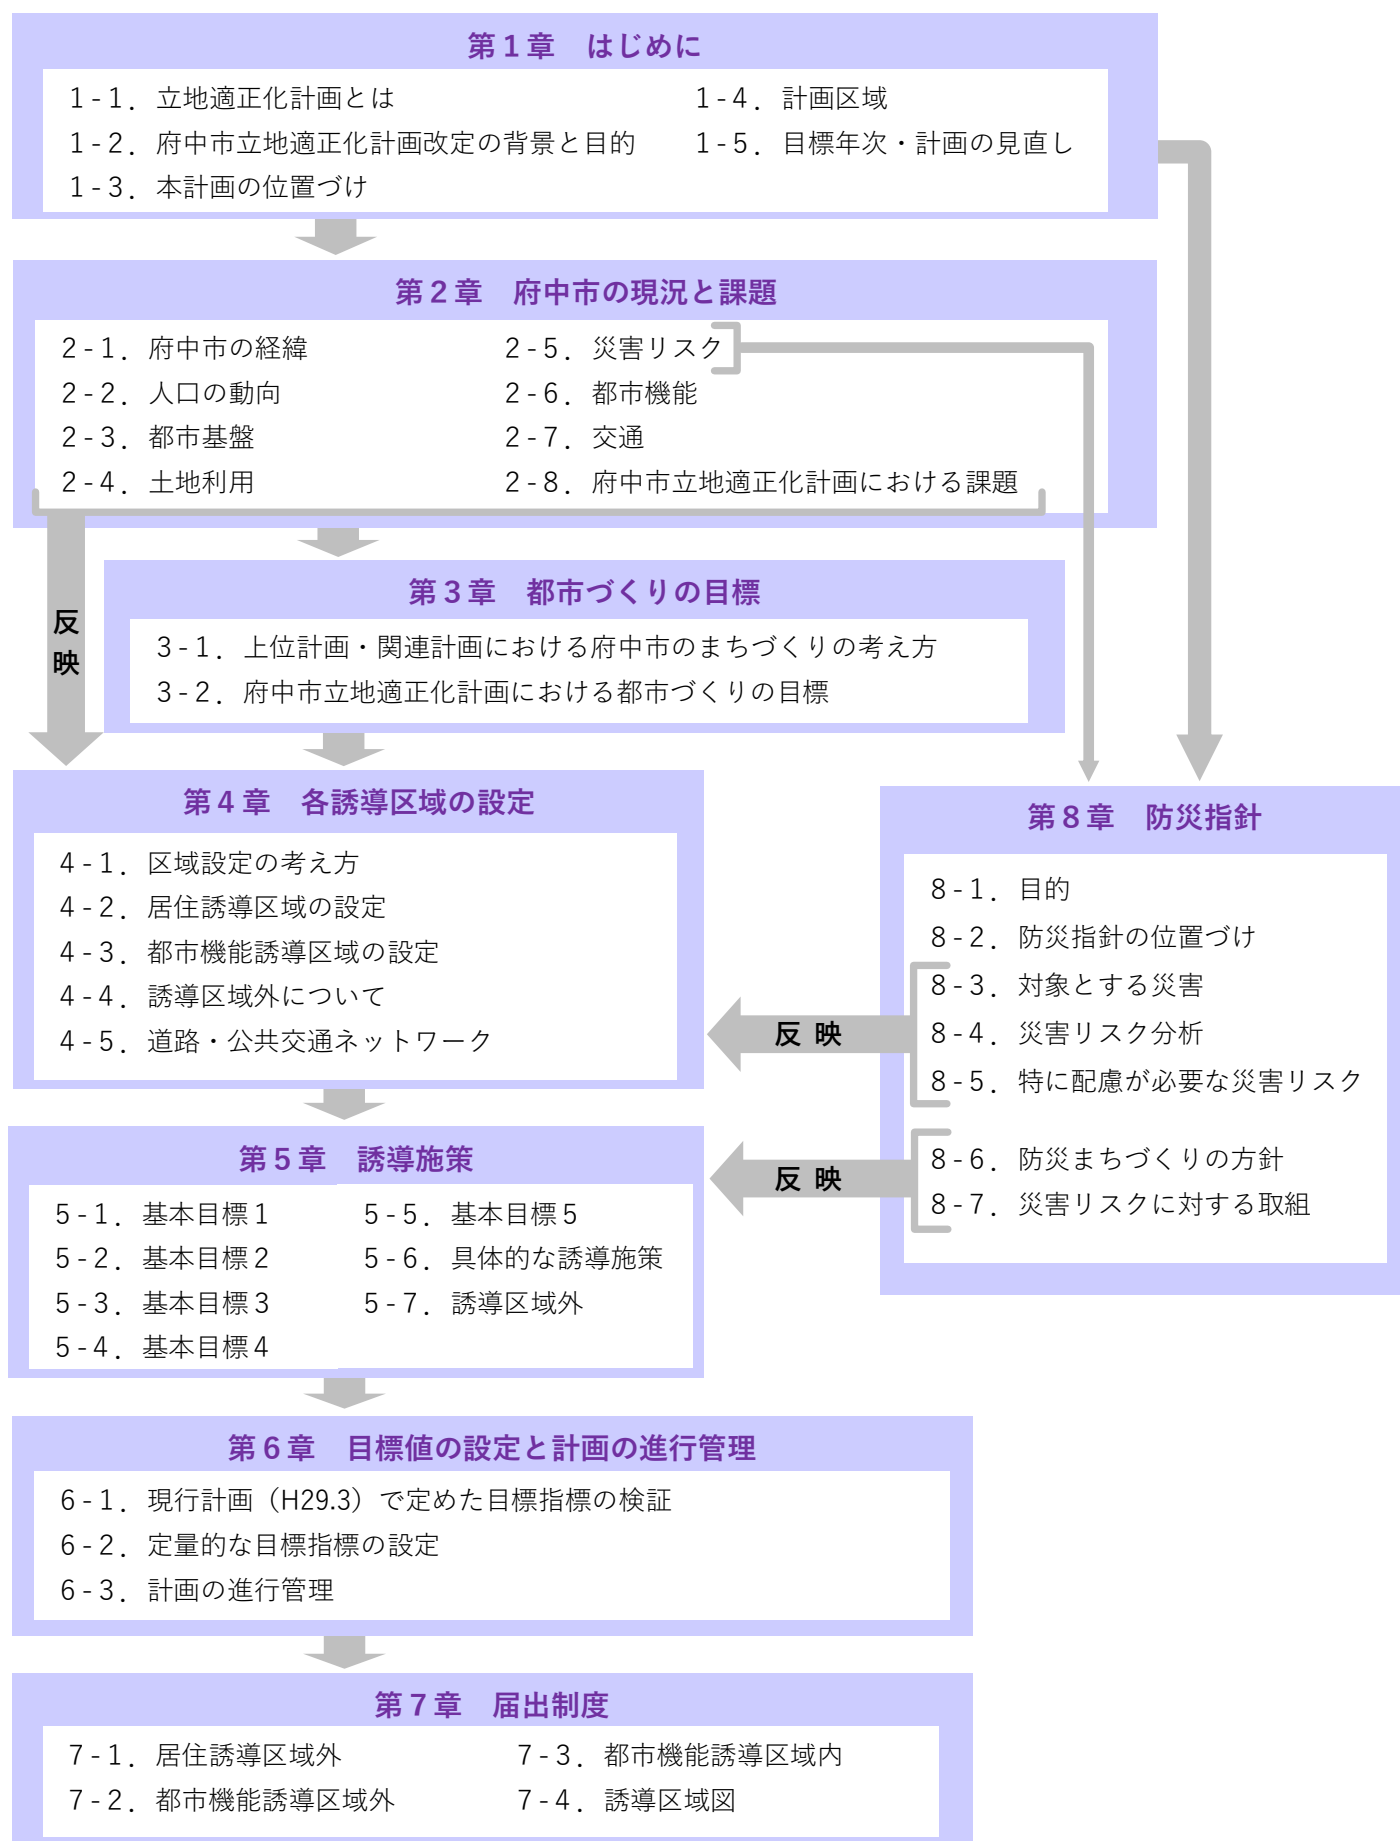 第１章　はじめに
1-1．立地適正化計画とは
1-2．府中市立地適正化計画改定の背景と目的
1-3．本計画の位置づけ
1-4．計画区域
1-5．目標年次・計画の見直し
第２章　府中市の現況と課題
2-1．府中市の経緯
2-2．人口の動向
2-3．都市基盤
2-4．土地利用
2-5．災害リスク
2-6．都市機能
2-7．交通
2-8．府中市立地適正化計画における課題
反
映
第３章　都市づくりの目標
3-1．上位計画・関連計画における府中市のまちづくりの考え方
3-2．府中市立地適正化計画における都市づくりの目標
第４章　各誘導区域の設定
4-1．区域設定の考え方
4-2．居住誘導区域の設定
4-3．都市機能誘導区域の設定
4-4．誘導区域外について
4-5．道路・公共交通ネットワーク
第８章　防災指針
8-1．目的
8-2．防災指針の位置づけ
8-3．対象とする災害
8-4．災害リスク分析
8-5．特に配慮が必要な災害リスク
8-6．防災まちづくりの方針
8-7．災害リスクに対する取組
反 映
反 映
第５章　誘導施策
5-1．基本目標１
5-2．基本目標２
5-3．基本目標３
5-4．基本目標４
5-5．基本目標５
5-6．具体的な誘導施策
5-7．誘導区域外
第６章　目標値の設定と計画の進行管理
6-1．現行計画（H29.3）で定めた目標指標の検証
6-2．定量的な目標指標の設定
6-3．計画の進行管理
第７章　届出制度
7-1．居住誘導区域外
7-2．都市機能誘導区域外
7-3．都市機能誘導区域内
7-4．誘導区域図